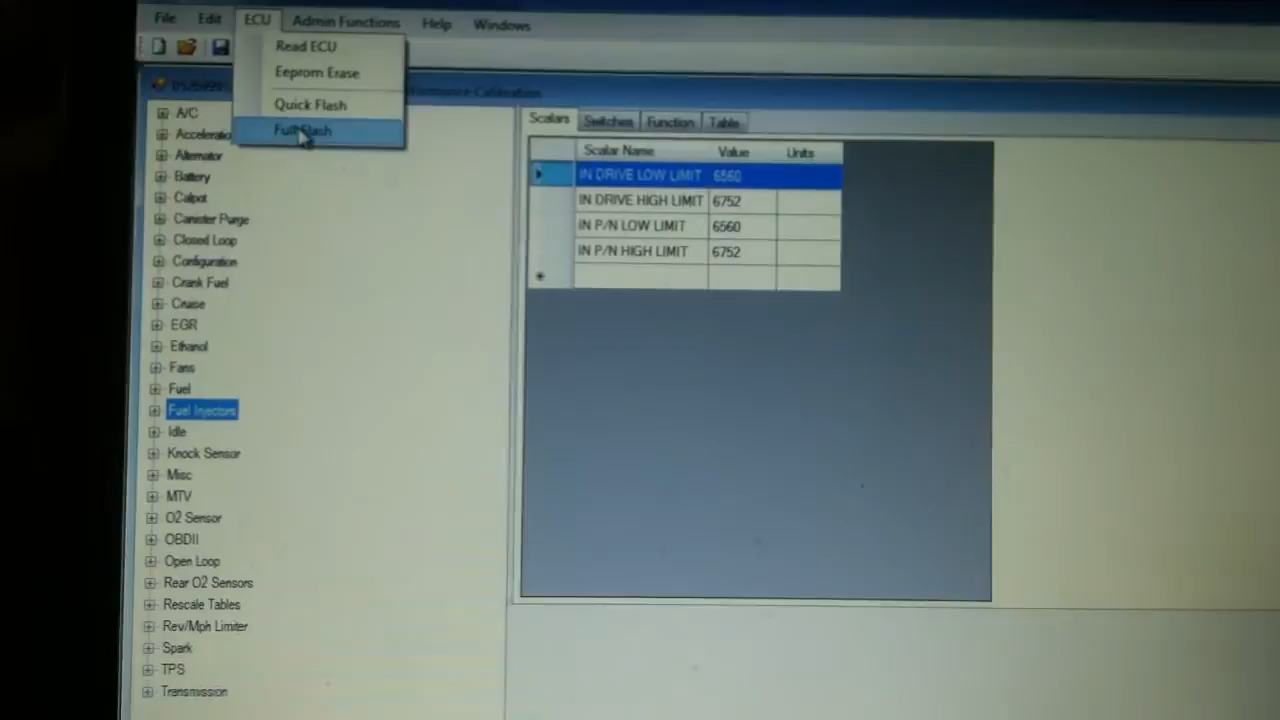 File Edit ECU Admin Functions Help Windows
Read ECU
Eeprom Erase
Quick Flash
Full Flash
Calibration
A/C
Alternator
Battery
Calpot
Canister Purge
Closed Loop
Configuration
Crank Fuel
Cruise
EGR
Ethanol
Fans
Fuel
Fuel Injectors
Idle
Knock Sensor
Misc
MTV
O2 Sensor
OBDII
Open Loop
Rear O2 Sensors
Rescale Tables
Rev/Mph Limiter
Spark
TPS
Transmission
Scalars Switches Function Table
Scalar Name Value Units
IN DRIVE LOW LIMIT 6560
IN DRIVE HIGH LIMIT 6752
IN P/N LOW LIMIT 6560
IN P/N HIGH LIMIT 6752